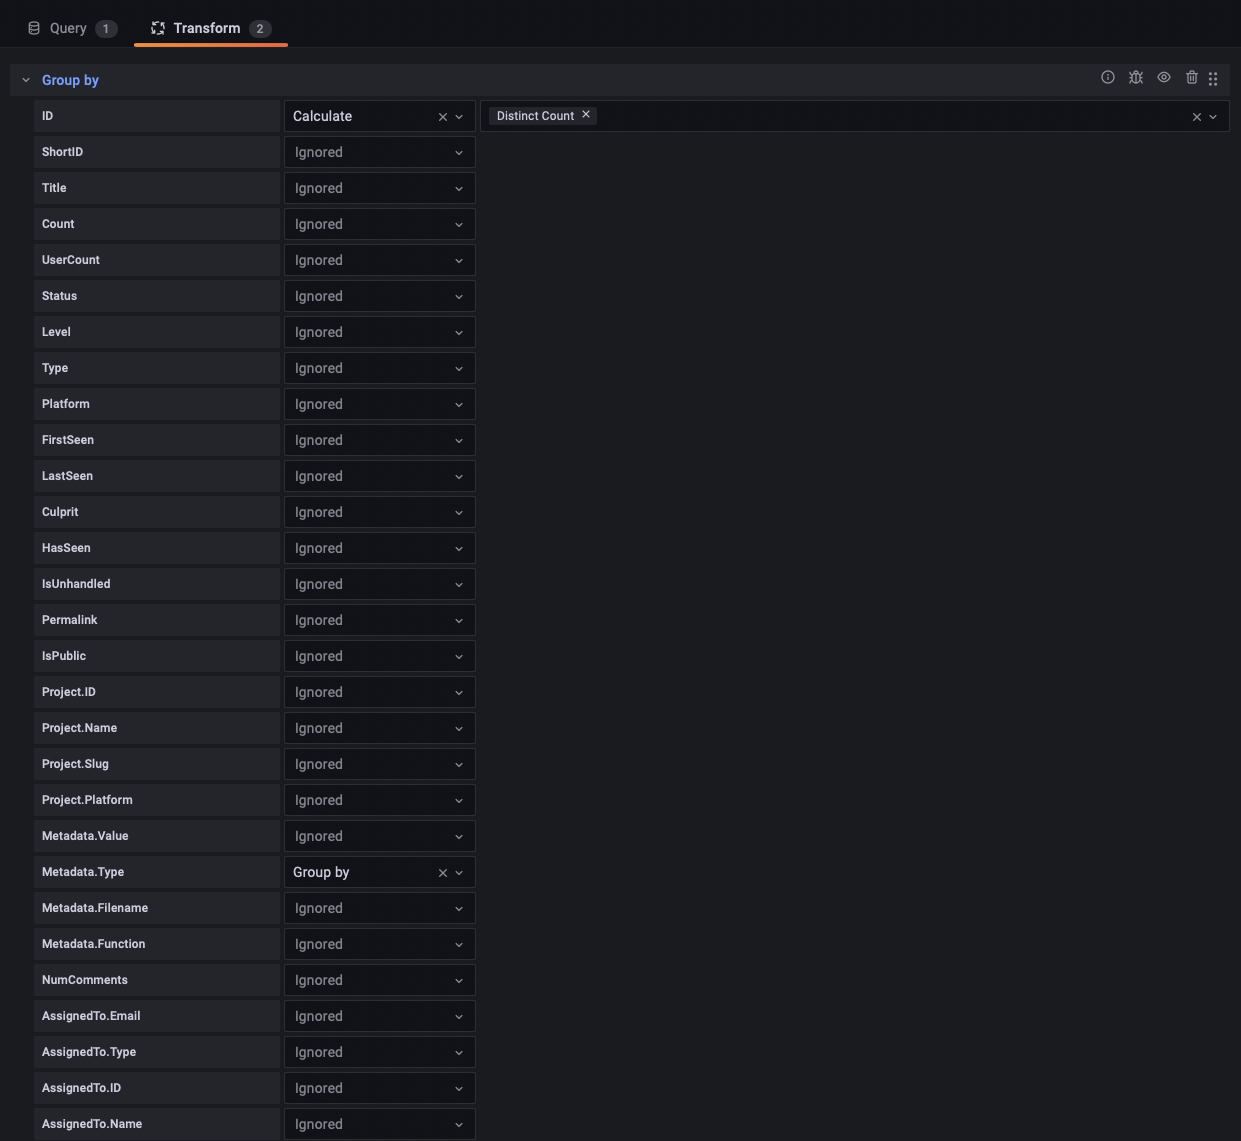 Query 1 Transform 2
Group by
ID Calculate Distinct Count
ShortID Ignored
Title Ignored
Count Ignored
UserCount Ignored
Status Ignored
Level Ignored
Type Ignored
Platform Ignored
FirstSeen Ignored
LastSeen Ignored
Culprit Ignored
HasSeen Ignored
IsUnhandled Ignored
Permalink Ignored
IsPublic Ignored
Project.ID Ignored
Project.Name Ignored
Project.Slug Ignored
Project.Platform Ignored
Metadata.Value Ignored
Metadata.Type Group by
Metadata.Filename Ignored
Metadata.Function Ignored
NumComments Ignored
AssignedTo.Email Ignored
AssignedTo.Type Ignored
AssignedTo.ID Ignored
AssignedTo.Name Ignored